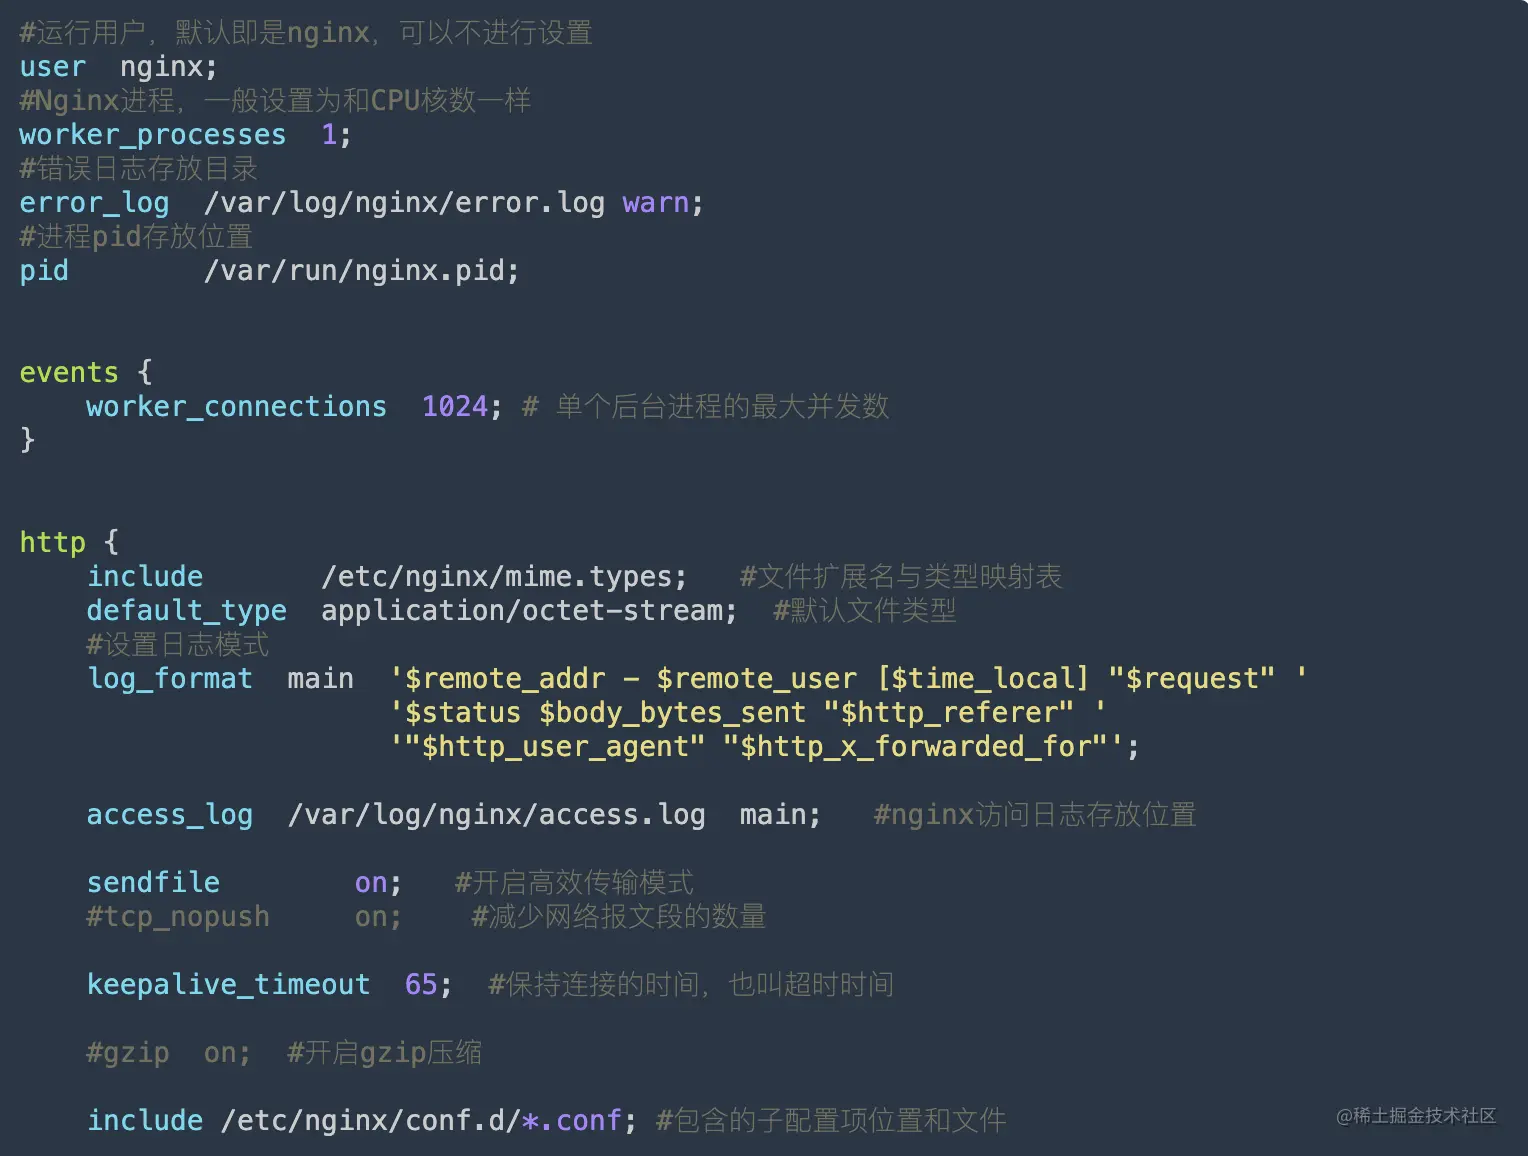 #运行用户，默认即是nginx，可以不进行设置
user  nginx;
#Nginx进程，一般设置为和CPU核数一样
worker_processes  1;
#错误日志存放目录
error_log  /var/log/nginx/error.log warn;
#进程pid存放位置
pid        /var/run/nginx.pid;
events {
    worker_connections  1024; # 单个后台进程的最大并发数
}
http {
    include       /etc/nginx/mime.types;   #文件扩展名与类型映射表
    default_type  application/octet-stream;  #默认文件类型
    #设置日志模式
    log_format  main  '$remote_addr - $remote_user [$time_local] "$request" '
                      '$status $body_bytes_sent "$http_referer" '
                      '"$http_user_agent" "$http_x_forwarded_for"';
    access_log  /var/log/nginx/access.log  main;   #nginx访问日志存放位置
    sendfile        on;   #开启高效传输模式
    #tcp_nopush     on;    #减少网络报文段的数量
    keepalive_timeout  65;  #保持连接的时间，也叫超时时间
    #gzip  on;  #开启gzip压缩
    include /etc/nginx/conf.d/*.conf; #包含的子配置项位置和文件
@稀土掘金技术社区